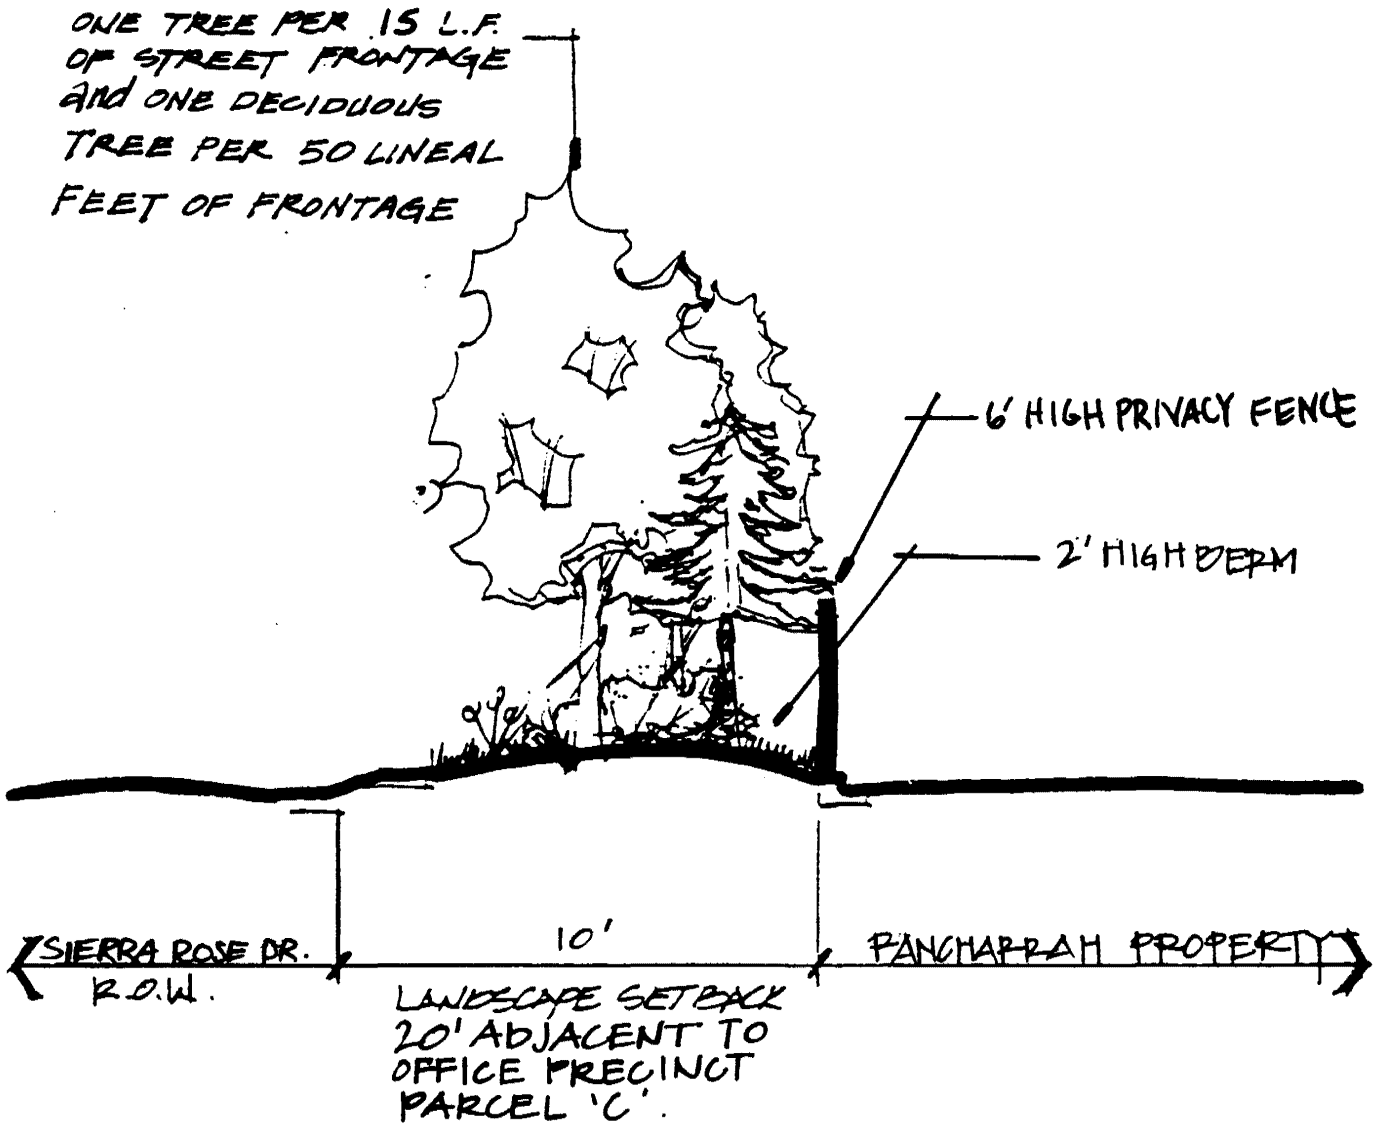 ONE TREE PER 15 L.F.
OF STREET FRONTAGE
and ONE DECIDUOUS
TREE PER 50 LINEAL
FEET OF FRONTAGE
6' HIGH PRIVACY FENCE
2' HIGH BERM
SIERRA ROSE DR.
R.O.W.
10'
RANCHARRAH PROPERTY
LANDSCAPE SETBACK
20' ADJACENT TO
OFFICE PRECINCT
PARCEL 'C'.